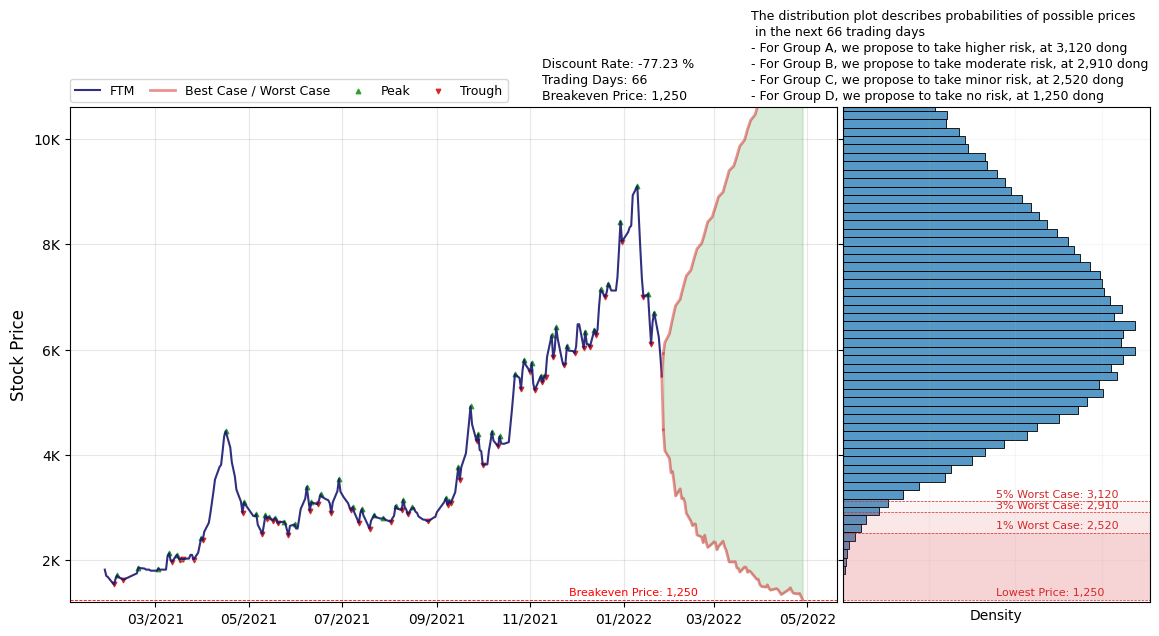 The distribution plot describes probabilities of possible prices
in the next 66 trading days
- For Group A, we propose to take higher risk, at 3,120 dong
- For Group B, we propose to take moderate risk, at 2,910 dong
- For Group C, we propose to take minor risk, at 2,520 dong
- For Group D, we propose to take no risk, at 1,250 dong
Discount Rate: -77.23 %
Trading Days: 66
Breakeven Price: 1,250
FTM Best Case / Worst Case Peak Trough
10K
8K
6K
4K
2K
Stock Price
Breakeven Price: 1,250
03/2021 05/2021 07/2021 09/2021 11/2021 01/2022 03/2022 05/2022
5% Worst Case: 3,120
3% Worst Case: 2,910
1% Worst Case: 2,520
Lowest Price: 1,250
Density